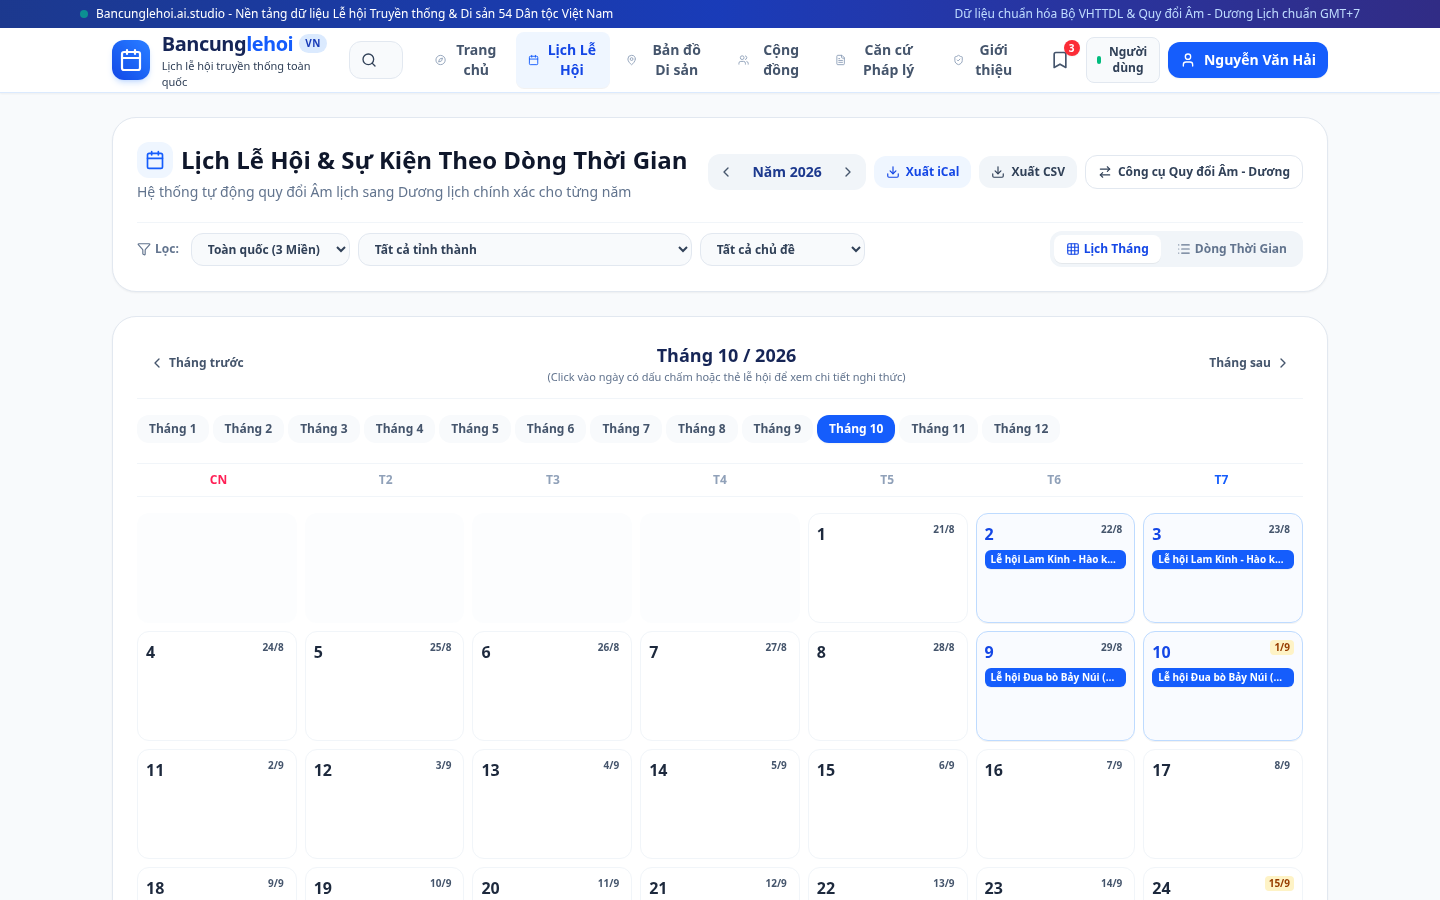 Bancunglehoi.ai.studio - Nền tảng dữ liệu Lễ hội Truyền thống & Di sản 54 Dân tộc Việt Nam
Dữ liệu chuẩn hóa Bộ VHTTDL & Quy đổi Âm - Dương Lịch chuẩn GMT+7
Bancunglehoi VN
Lịch lễ hội truyền thống toàn
quốc
Trang
chủ
Lịch Lễ
Hội
Bản đồ
Di sản
Cộng
đồng
Căn cứ
Pháp lý
Giới
thiệu
3
Người
dùng
Nguyễn Văn Hải
Lịch Lễ Hội & Sự Kiện Theo Dòng Thời Gian
Hệ thống tự động quy đổi Âm lịch sang Dương lịch chính xác cho từng năm
Năm 2026
Xuất iCal
Xuất CSV
Công cụ Quy đổi Âm - Dương
Lọc:
Toàn quốc (3 Miền)
Tất cả tỉnh thành
Tất cả chủ đề
Lịch Tháng
Dòng Thời Gian
Tháng trước
Tháng 10 / 2026
(Click vào ngày có dấu chấm hoặc thẻ lễ hội để xem chi tiết nghi thức)
Tháng sau
Tháng 1 Tháng 2 Tháng 3 Tháng 4 Tháng 5 Tháng 6 Tháng 7 Tháng 8 Tháng 9 Tháng 10 Tháng 11 Tháng 12
CN T2 T3 T4 T5 T6 T7
1 21/8 2 22/8 3 23/8
Lễ hội Lam Kinh - Hào k... Lễ hội Lam Kinh - Hào k...
4 24/8 5 25/8 6 26/8 7 27/8 8 28/8 9 29/8 10 1/9
Lễ hội Đua bò Bảy Núi (... Lễ hội Đua bò Bảy Núi (...
11 2/9 12 3/9 13 4/9 14 5/9 15 6/9 16 7/9 17 8/9
18 9/9 19 10/9 20 11/9 21 12/9 22 13/9 23 14/9 24 15/9